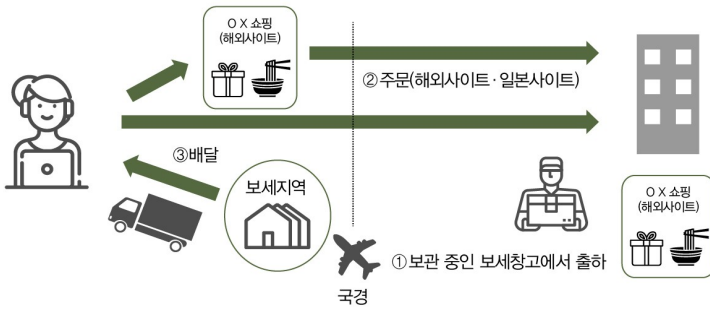 O X 쇼핑
(해외사이트)
②주문(해외사이트·일본사이트)
③배달
보세지역
O X 쇼핑
(해외사이트)
①보관 중인 보세창고에서 출하
국경